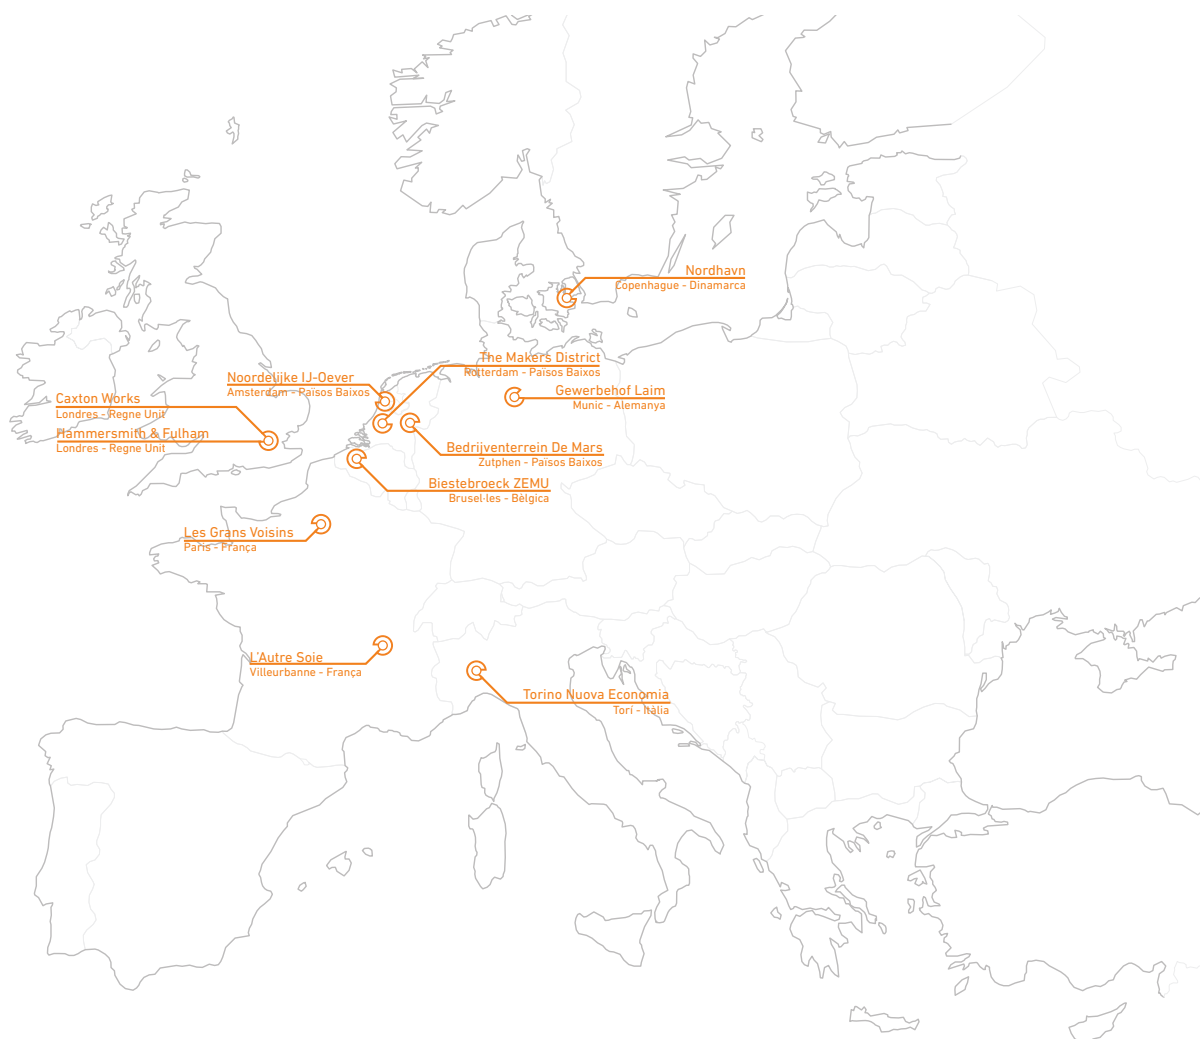 Nordhavn
Copenhague - Dinamarca
The Makers District
Rotterdam - Països Baixos
Noordelijke IJ-Oever
Amsterdam - Països Baixos
Gewerbehof Laim
Munic - Alemanya
Caxton Works
Londres - Regne Unit
Hammersmith & Fulham
Londres - Regne Unit
Bedrijventerrein De Mars
Zutphen - Països Baixos
Biestebroeck ZEMU
Brusel·les - Bèlgica
Les Grans Voisins
París - França
L'Autre Soie
Villeurbanne - França
Torino Nuova Economia
Torí - Itàlia